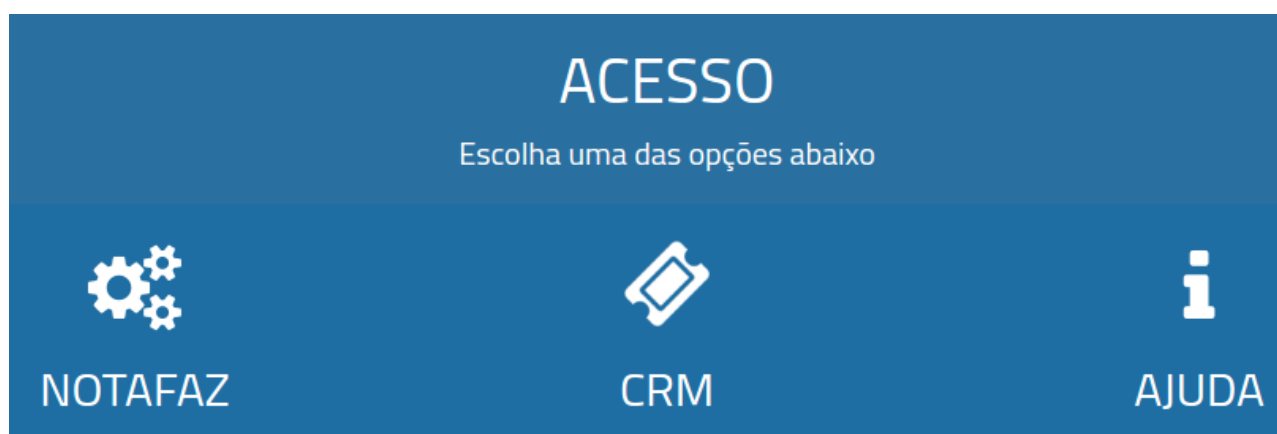 ACESSO
Escolha uma das opções abaixo
NOTAFAZ
CRM
AJUDA